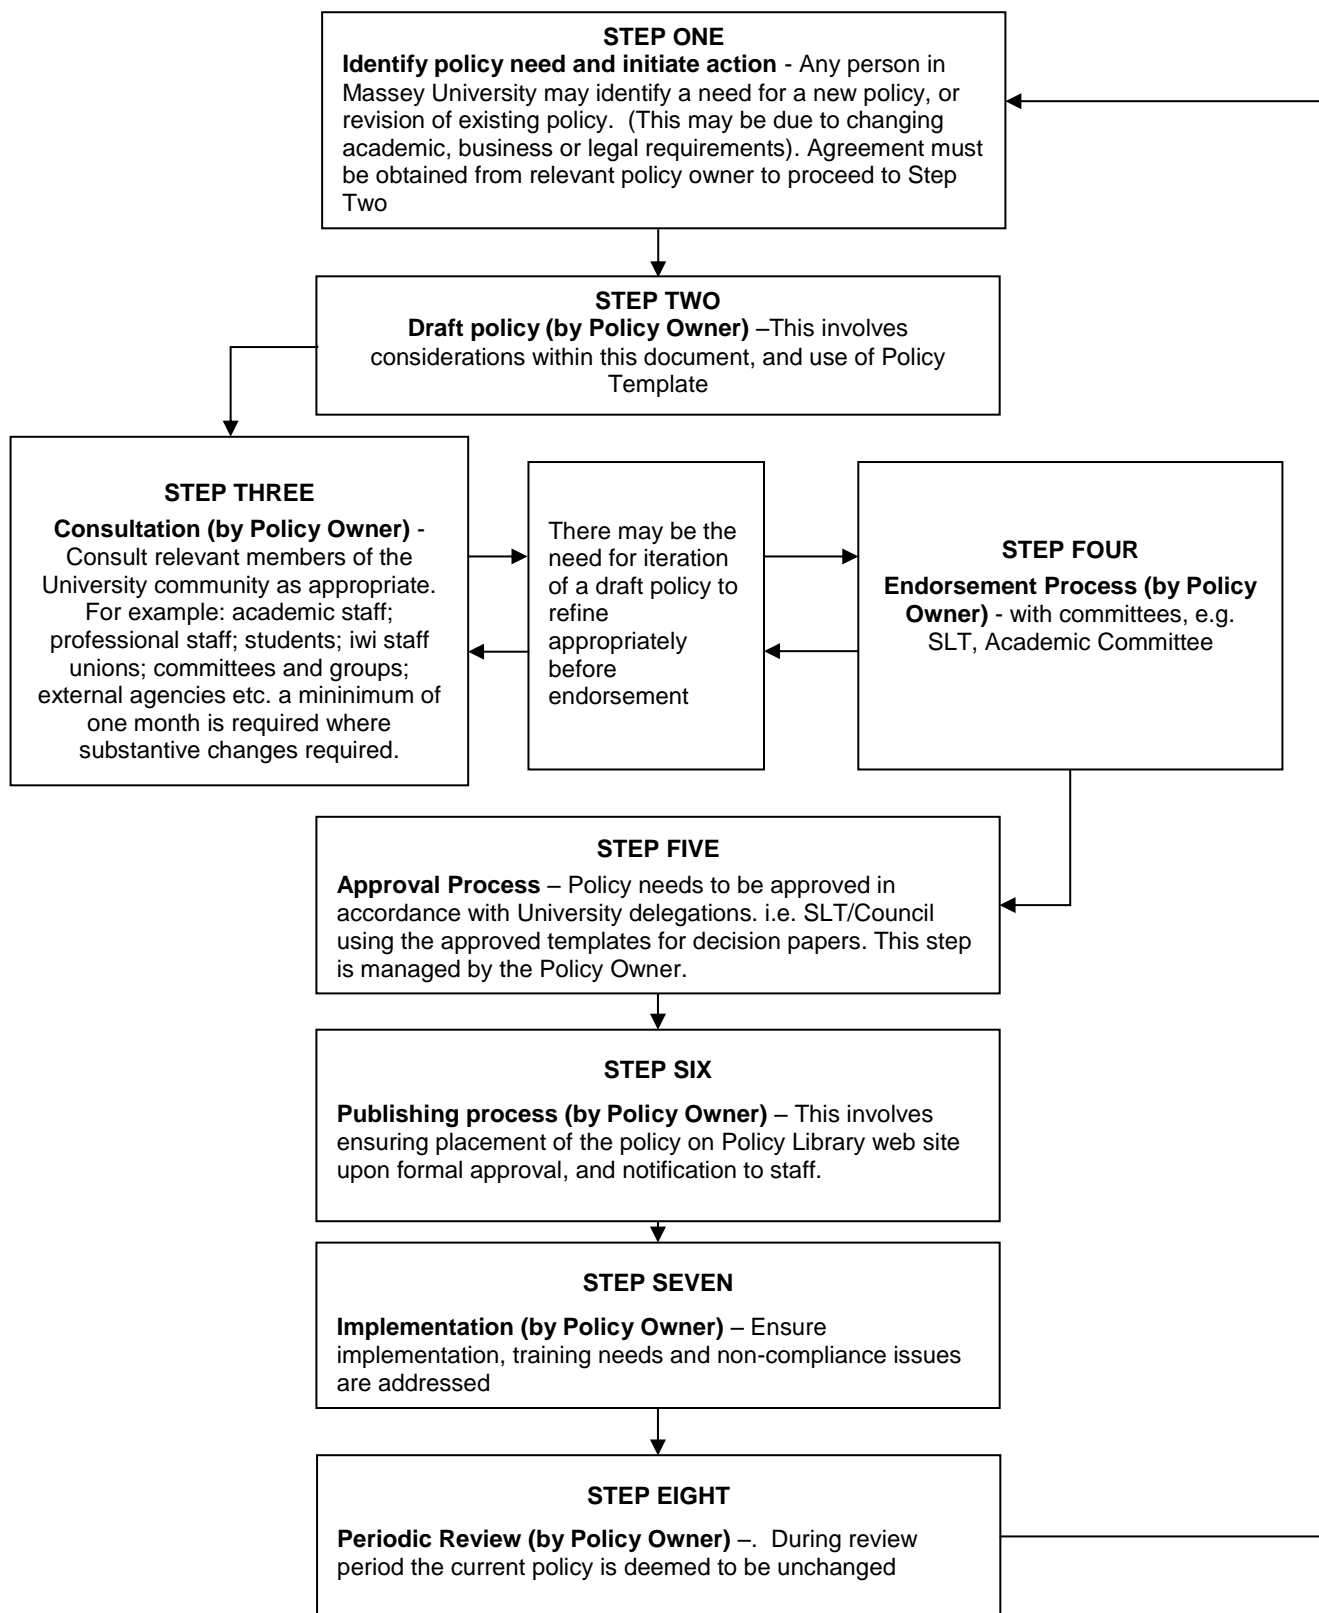 STEP ONE
Identify policy need and initiate action - Any person in
Massey University may identify a need for a new policy, or
revision of existing policy.  (This may be due to changing
academic, business or legal requirements). Agreement must
be obtained from relevant policy owner to proceed to Step
Two
STEP TWO
Draft policy (by Policy Owner) –This involves
considerations within this document, and use of Policy
Template
STEP THREE
Consultation (by Policy Owner) -
Consult relevant members of the
University community as appropriate.
For example: academic staff;
professional staff; students; iwi staff
unions; committees and groups;
external agencies etc. a mininimum of
one month is required where
substantive changes required.
There may be the
need for iteration
of a draft policy to
refine
appropriately
before
endorsement
STEP FOUR
Endorsement Process (by Policy
Owner) - with committees, e.g.
SLT, Academic Committee
STEP FIVE
Approval Process – Policy needs to be approved in
accordance with University delegations. i.e. SLT/Council
using the approved templates for decision papers. This step
is managed by the Policy Owner.
STEP SIX
Publishing process (by Policy Owner) – This involves
ensuring placement of the policy on Policy Library web site
upon formal approval, and notification to staff.
STEP SEVEN
Implementation (by Policy Owner) – Ensure
implementation, training needs and non-compliance issues
are addressed
STEP EIGHT
Periodic Review (by Policy Owner) –.  During review
period the current policy is deemed to be unchanged